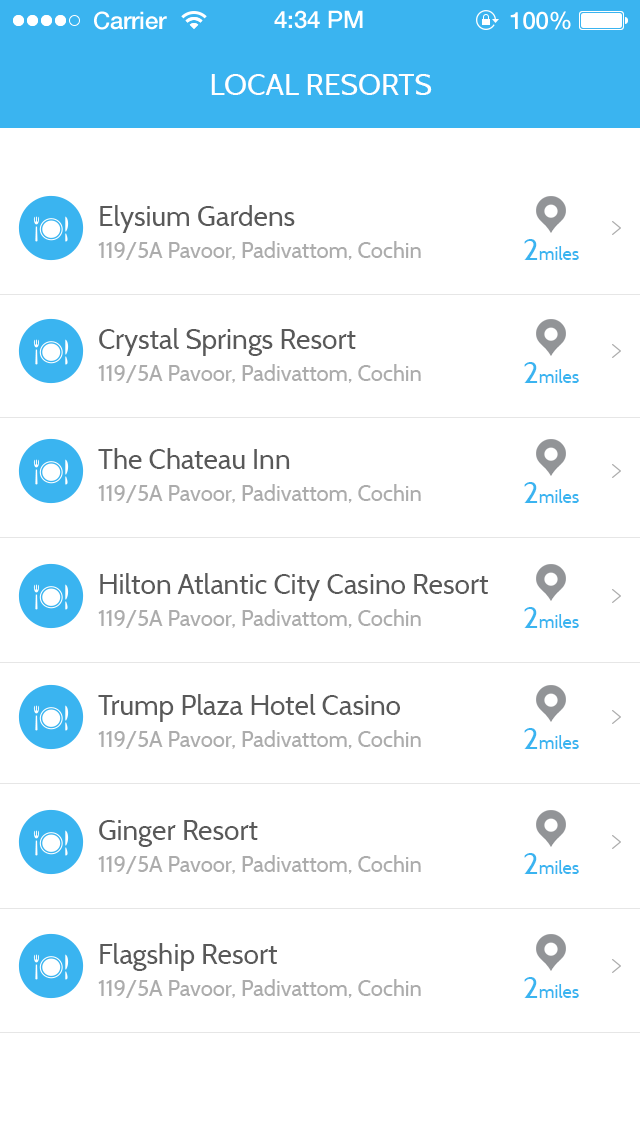 Carrier 4:34 PM 100%
LOCAL RESORTS
Elysium Gardens
119/5A Pavoor, Padivattom, Cochin
2miles
Crystal Springs Resort
119/5A Pavoor, Padivattom, Cochin
2miles
The Chateau Inn
119/5A Pavoor, Padivattom, Cochin
2miles
Hilton Atlantic City Casino Resort
119/5A Pavoor, Padivattom, Cochin
2miles
Trump Plaza Hotel Casino
119/5A Pavoor, Padivattom, Cochin
2miles
Ginger Resort
119/5A Pavoor, Padivattom, Cochin
2miles
Flagship Resort
119/5A Pavoor, Padivattom, Cochin
2miles